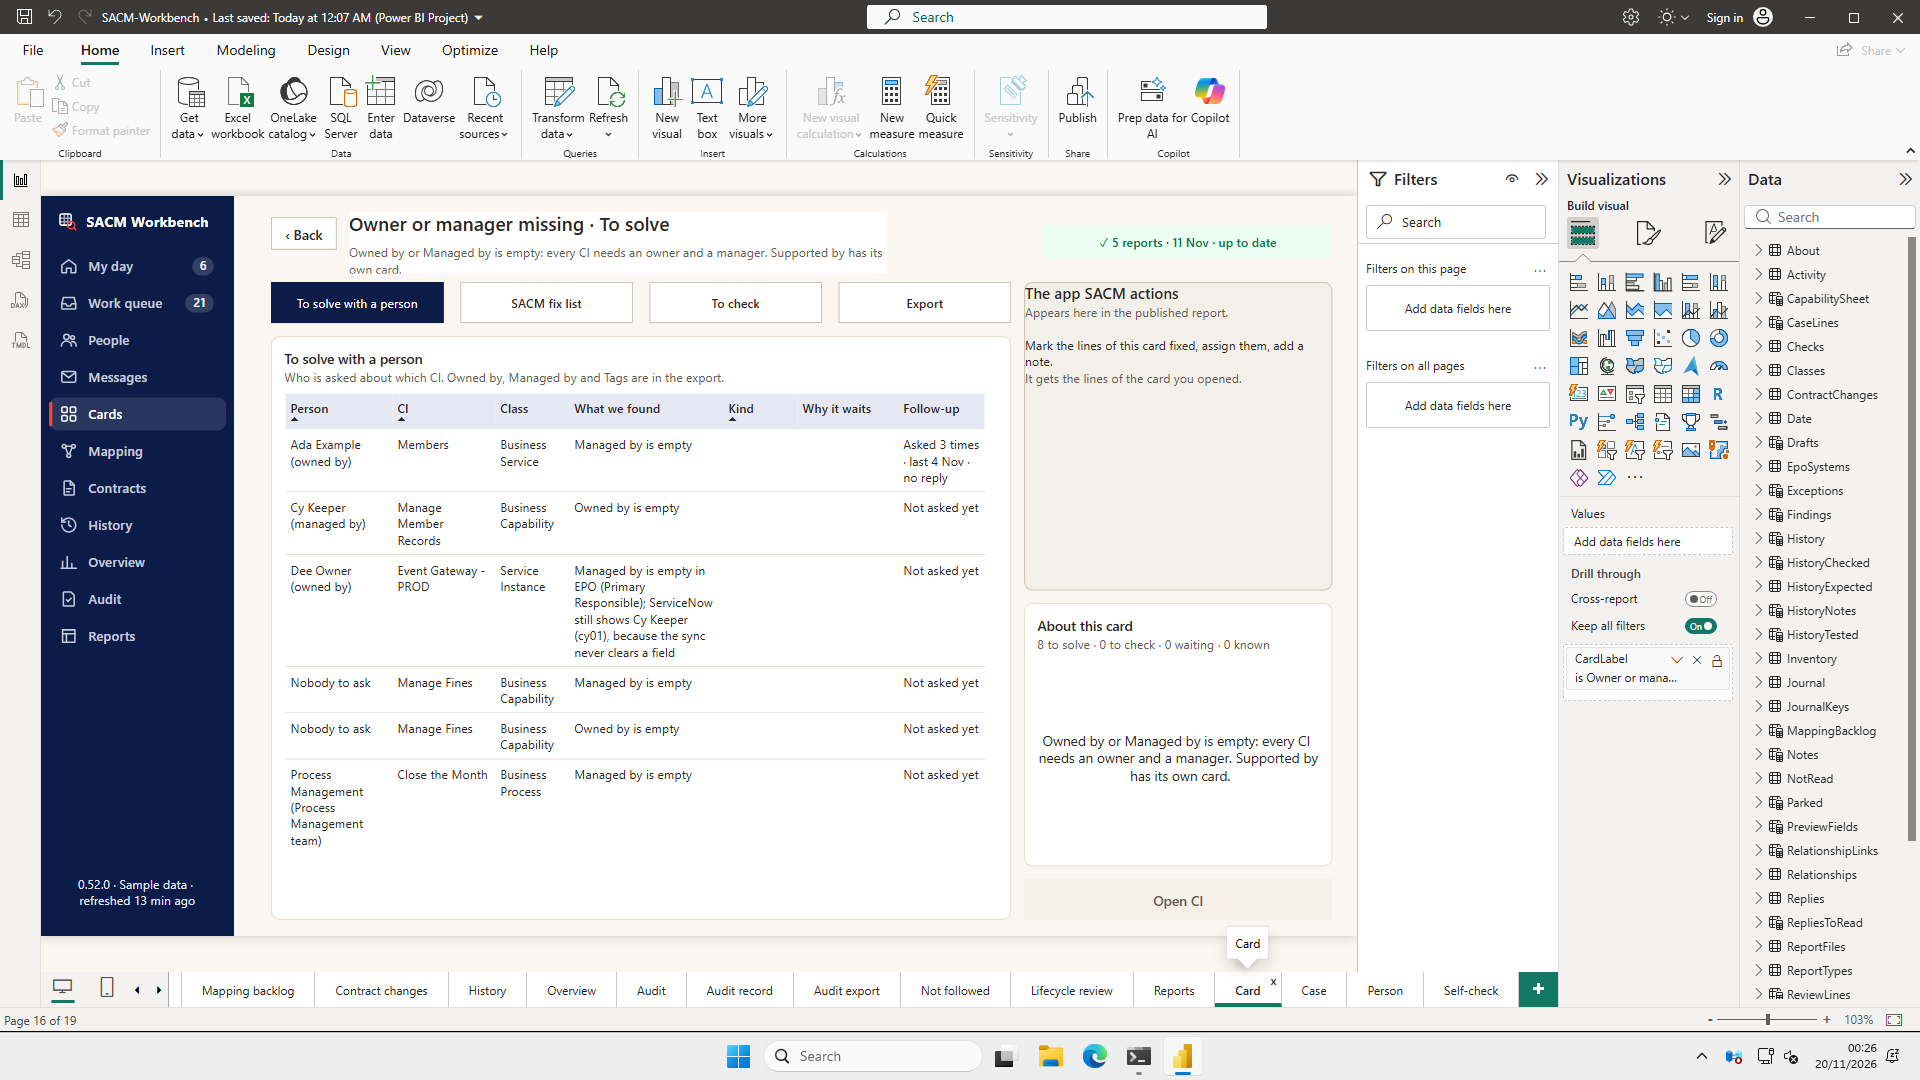 SACM-Workbench • Last saved: Today at 12:07 AM (Power BI Project)
Search
Sign in
File
Home
Insert
Modeling
Design
View
Optimize
Help
Share
Paste
Cut
Copy
Format painter
Clipboard
Get data
Excel workbook
OneLake catalog
SQL Server
Enter data
Dataverse
Recent sources
Data
Transform data
Refresh
Queries
New visual
Text box
More visuals
Insert
New visual calculation
New measure
Quick measure
Calculations
Sensitivity
Sensitivity
Publish
Share
Prep data for AI
Copilot
Copilot
SACM Workbench
My day 6
Work queue 21
People
Messages
Cards
Mapping
Contracts
History
Overview
Audit
Reports
0.52.0 · Sample data ·
refreshed 13 min ago
‹ Back
Owner or manager missing · To solve
Owned by or Managed by is empty: every CI needs an owner and a manager. Supported by has its
own card.
✓ 5 reports · 11 Nov · up to date
To solve with a person
SACM fix list
To check
Export
To solve with a person
Who is asked about which CI. Owned by, Managed by and Tags are in the export.
Person CI Class What we found Kind Why it waits Follow-up
Ada Example (owned by) Members Business Service Managed by is empty Asked 3 times · last 4 Nov · no reply
Cy Keeper (managed by) Manage Member Records Business Capability Owned by is empty Not asked yet
Dee Owner (owned by) Event Gateway - PROD Service Instance Managed by is empty in EPO (Primary Responsible); ServiceNow still shows Cy Keeper (cy01), because the sync never clears a field Not asked yet
Nobody to ask Manage Fines Business Capability Managed by is empty Not asked yet
Nobody to ask Manage Fines Business Capability Owned by is empty Not asked yet
Process Management (Process Management team) Close the Month Business Process Managed by is empty Not asked yet
The app SACM actions
Appears here in the published report.
Mark the lines of this card fixed, assign them, add a
note.
It gets the lines of the card you opened.
About this card
8 to solve · 0 to check · 0 waiting · 0 known
Owned by or Managed by is empty: every CI
needs an owner and a manager. Supported by
has its own card.
Open CI
Card
Filters
Search
Filters on this page
Add data fields here
Filters on all pages
Add data fields here
Visualizations
Build visual
R
Py
Values
Add data fields here
Drill through
Cross-report Off
Keep all filters On
CardLabel
is Owner or mana...
Data
Search
About
Activity
CapabilitySheet
CaseLines
Checks
Classes
ContractChanges
Date
Drafts
EpoSystems
Exceptions
Findings
History
HistoryChecked
HistoryExpected
HistoryNotes
HistoryTested
Inventory
Journal
JournalKeys
MappingBacklog
Notes
NotRead
Parked
PreviewFields
RelationshipLinks
Relationships
Replies
RepliesToRead
ReportFiles
ReportTypes
ReviewLines
DAX
TMDL
Mapping backlog
Contract changes
History
Overview
Audit
Audit record
Audit export
Not followed
Lifecycle review
Reports
Card x
Case
Person
Self-check
+
Page 16 of 19
- + 103%
Search
00:26
20/11/2026